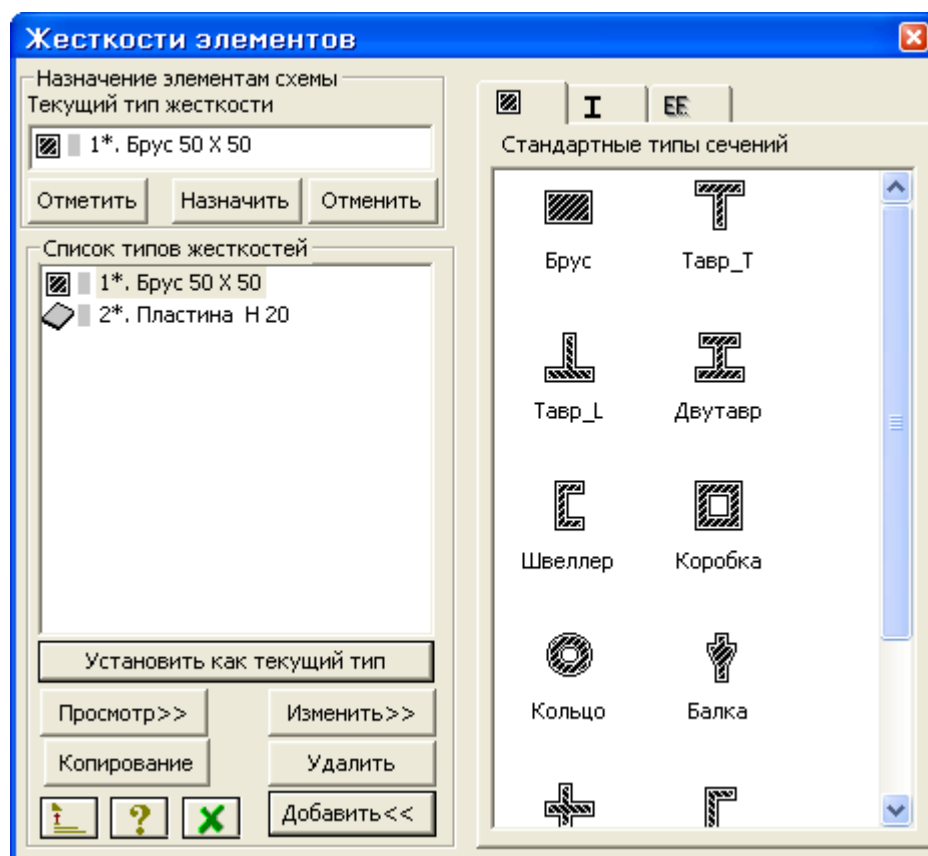 Жесткости элементов
Назначение элементам схемы
Текущий тип жесткости
1*. Брус 50 X 50
Отметить Назначить Отменить
Список типов жесткостей
1*. Брус 50 X 50
2*. Пластина H 20
Установить как текущий тип
Просмотр>> Изменить>>
Копирование Удалить
Добавить<<
I EE
Стандартные типы сечений
Брус Тавр_T
Тавр_L Двутавр
Швеллер Коробка
Кольцо Балка